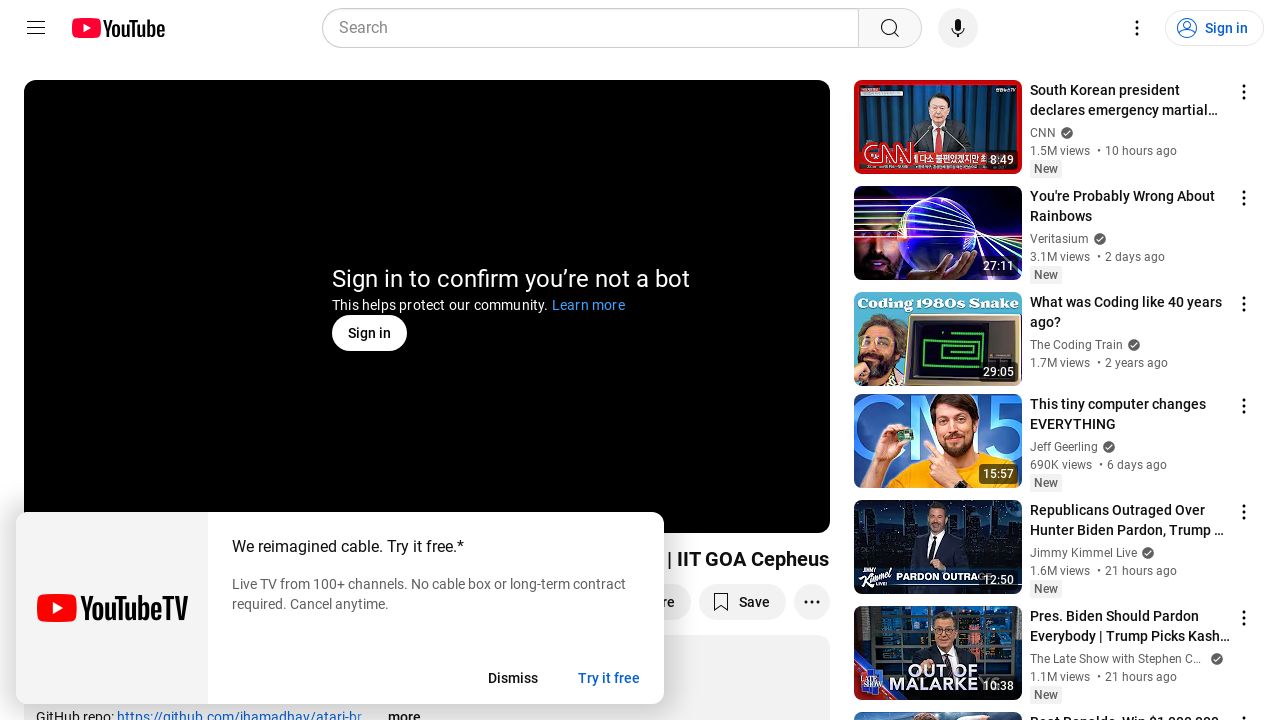 YouTube
Search
Sign in
Sign in to confirm you’re not a bot
This helps protect our community. Learn more
Sign in
| IIT GOA Cepheus
re
Save
We reimagined cable. Try it free.*
Live TV from 100+ channels. No cable box or long-term contract
required. Cancel anytime.
YouTubeTV
Dismiss
Try it free
GitHub repo: https://github.com/jhamadhav/atari-br...
...more
South Korean president
declares emergency martial…
CNN
1.5M views • 10 hours ago
New
CNN
8:49
You're Probably Wrong About
Rainbows
Veritasium
3.1M views • 2 days ago
New
27:11
What was Coding like 40 years
ago?
The Coding Train
1.7M views • 2 years ago
Coding 1980s Snake
29:05
This tiny computer changes
EVERYTHING
Jeff Geerling
690K views • 6 days ago
New
CM5
15:57
Republicans Outraged Over
Hunter Biden Pardon, Trump …
Jimmy Kimmel Live
1.6M views • 21 hours ago
New
JIMMY
Kimmel
LIVE!
PARDON OUTRAGE
12:50
Pres. Biden Should Pardon
Everybody | Trump Picks Kash…
The Late Show with Stephen C…
1.1M views • 21 hours ago
New
LATE
SHOW
OUT OF
MALARKEY
10:38